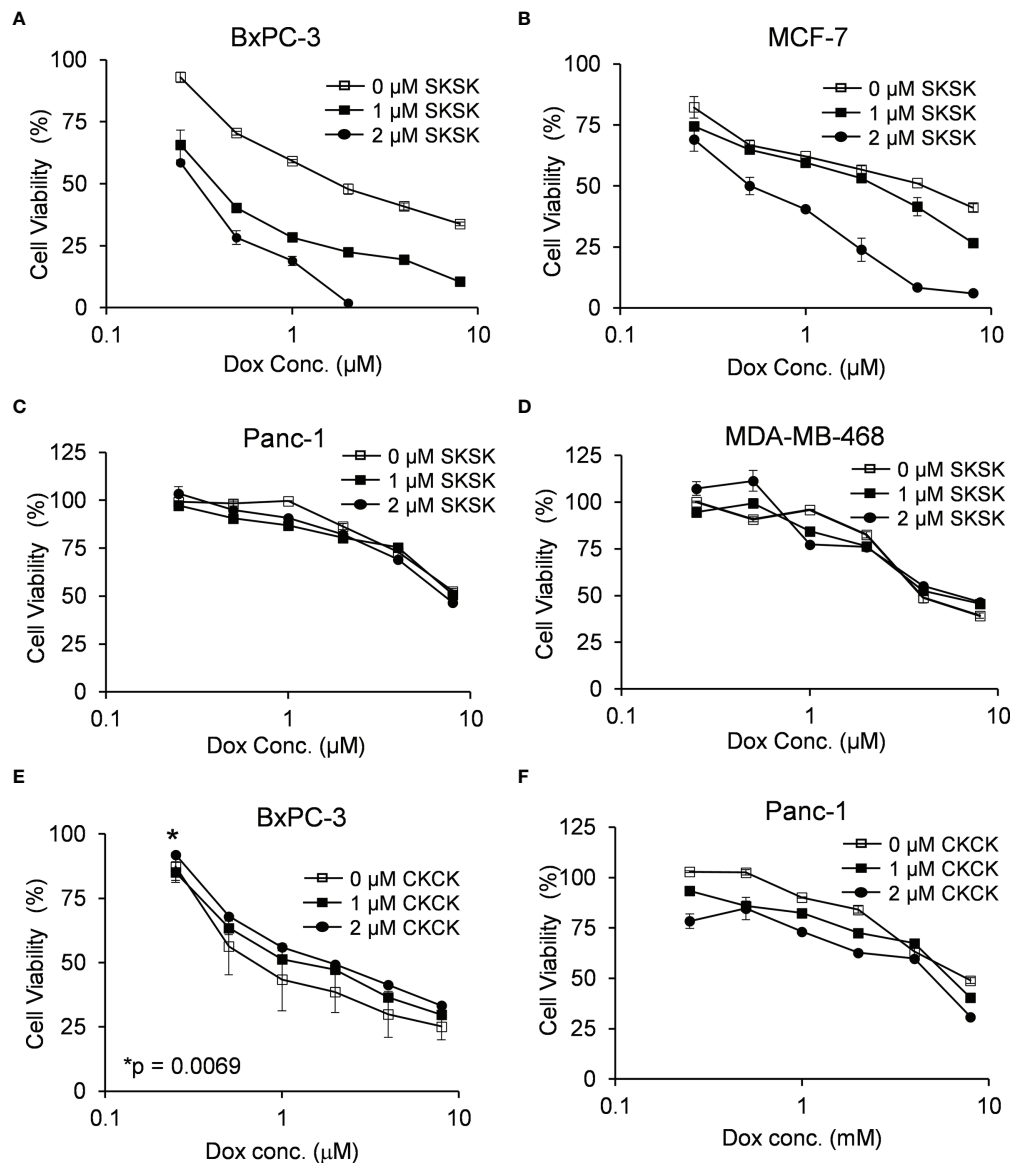 A
BxPC-3
100
75
50
25
0
Cell Viability (%)
0 µM SKSK
1 µM SKSK
2 µM SKSK
0.1
1
10
Dox Conc. (µM)
B
MCF-7
100
75
50
25
0
Cell Viability (%)
0 µM SKSK
1 µM SKSK
2 µM SKSK
0.1
1
10
Dox Conc. (µM)
C
Panc-1
125
100
75
50
25
0
Cell Viability (%)
0 µM SKSK
1 µM SKSK
2 µM SKSK
0.1
1
10
Dox Conc. (µM)
D
MDA-MB-468
125
100
75
50
25
0
Cell Viability (%)
0 µM SKSK
1 µM SKSK
2 µM SKSK
0.1
1
10
Dox Conc. (µM)
E
BxPC-3
100
75
50
25
0
Cell Viability (%)
*
0 µM CKCK
1 µM CKCK
2 µM CKCK
*p = 0.0069
0.1
1
10
Dox conc. (µM)
F
Panc-1
125
100
75
50
25
0
Cell Viability (%)
0 µM CKCK
1 µM CKCK
2 µM CKCK
0.1
1
10
Dox conc. (mM)